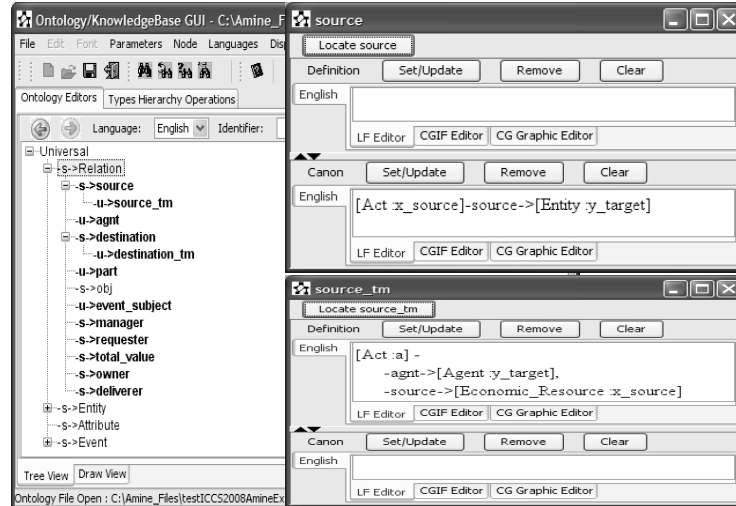 Ontology/KnowledgeBase GUI - C:\Amine_F
File Edit Font Parameters Node Languages Dis
Ontology Editors Types Hierarchy Operations
Language: English Identifier:
Universal
-s->Relation
-s->source
-u->source_tm
-u->agnt
-s->destination
-u->destination_tm
-u->part
-s->obj
-u->event_subject
-s->manager
-s->requester
-s->total_value
-s->owner
-s->deliverer
-s->Entity
-s->Attribute
-s->Event
Tree View Draw View
Ontology File Open : C:\Amine_Files\testICCS2008AmineEx
source
Locate source
Definition Set/Update Remove Clear
English
LF Editor CGIF Editor CG Graphic Editor
Canon Set/Update Remove Clear
English
[Act :x_source]-source->[Entity :y_target]
LF Editor CGIF Editor CG Graphic Editor
source_tm
Locate source_tm
Definition Set/Update Remove Clear
English
[Act :a] -
-agnt->[Agent :y_target],
-source->[Economic_Resource :x_source]
LF Editor CGIF Editor CG Graphic Editor
Canon Set/Update Remove Clear
English
LF Editor CGIF Editor CG Graphic Editor